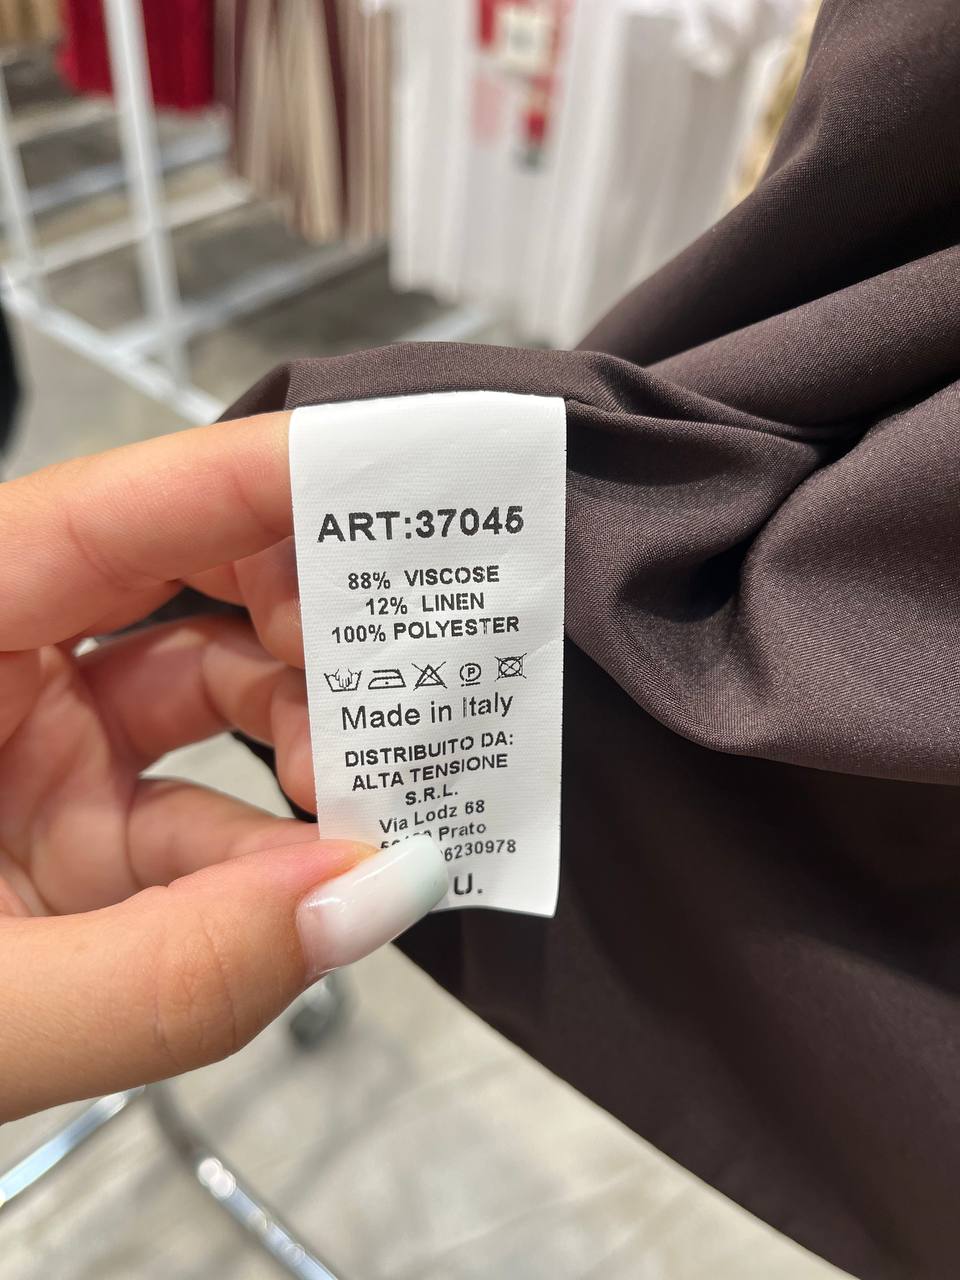 ART:37045
88% VISCOSE
12% LINEN
100% POLYESTER
Made in Italy
DISTRIBUITO DA:
ALTA TENSIONE
S.R.L.
Via Lodz 68
Prato
6230978
U.